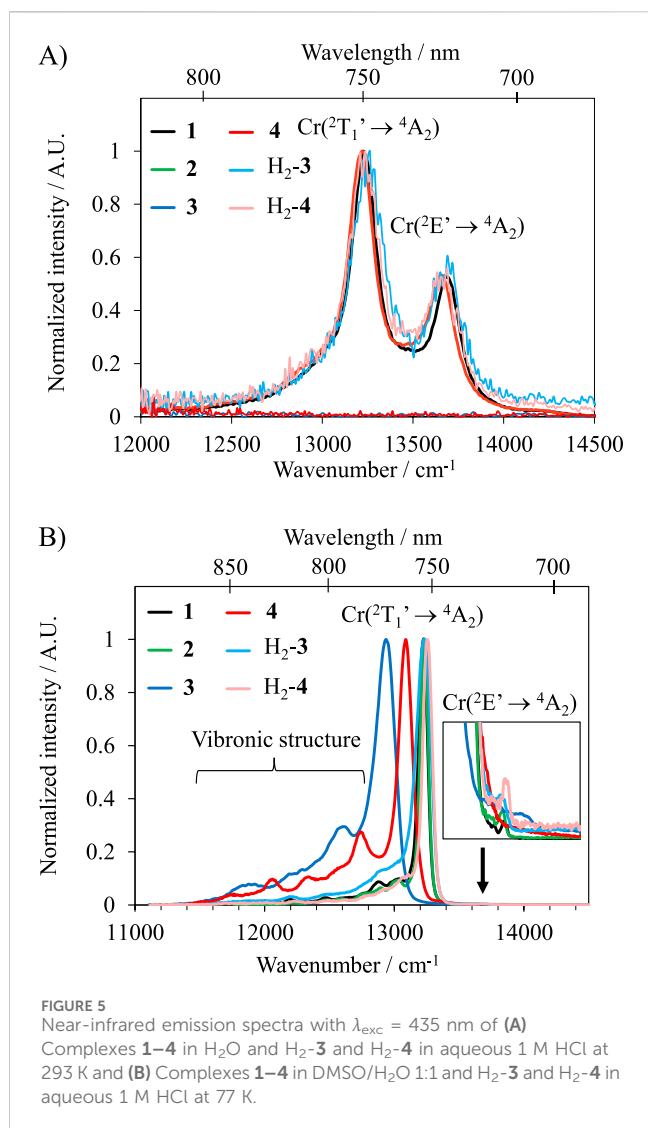 A)
Wavelength / nm
800 750 700
Cr(²T₁’ → ⁴A₂)
1 4
2 H₂-3
3 H₂-4
Cr(²E’ → ⁴A₂)
Normalized intensity / A.U.
1
0.8
0.6
0.4
0.2
0
12000 12500 13000 13500 14000 14500
Wavenumber / cm⁻¹
B)
Wavelength / nm
850 800 750 700
Cr(²T₁’ → ⁴A₂)
1 4
2 H₂-3
3 H₂-4
Cr(²E’ → ⁴A₂)
Vibronic structure
Normalized intensity / A.U.
1
0.8
0.6
0.4
0.2
0
11000 12000 13000 14000
Wavenumber / cm⁻¹
FIGURE 5
Near-infrared emission spectra with λexc = 435 nm of (A)
Complexes 1–4 in H₂O and H₂-3 and H₂-4 in aqueous 1 M HCl at
293 K and (B) Complexes 1–4 in DMSO/H₂O 1:1 and H₂-3 and H₂-4 in
aqueous 1 M HCl at 77 K.